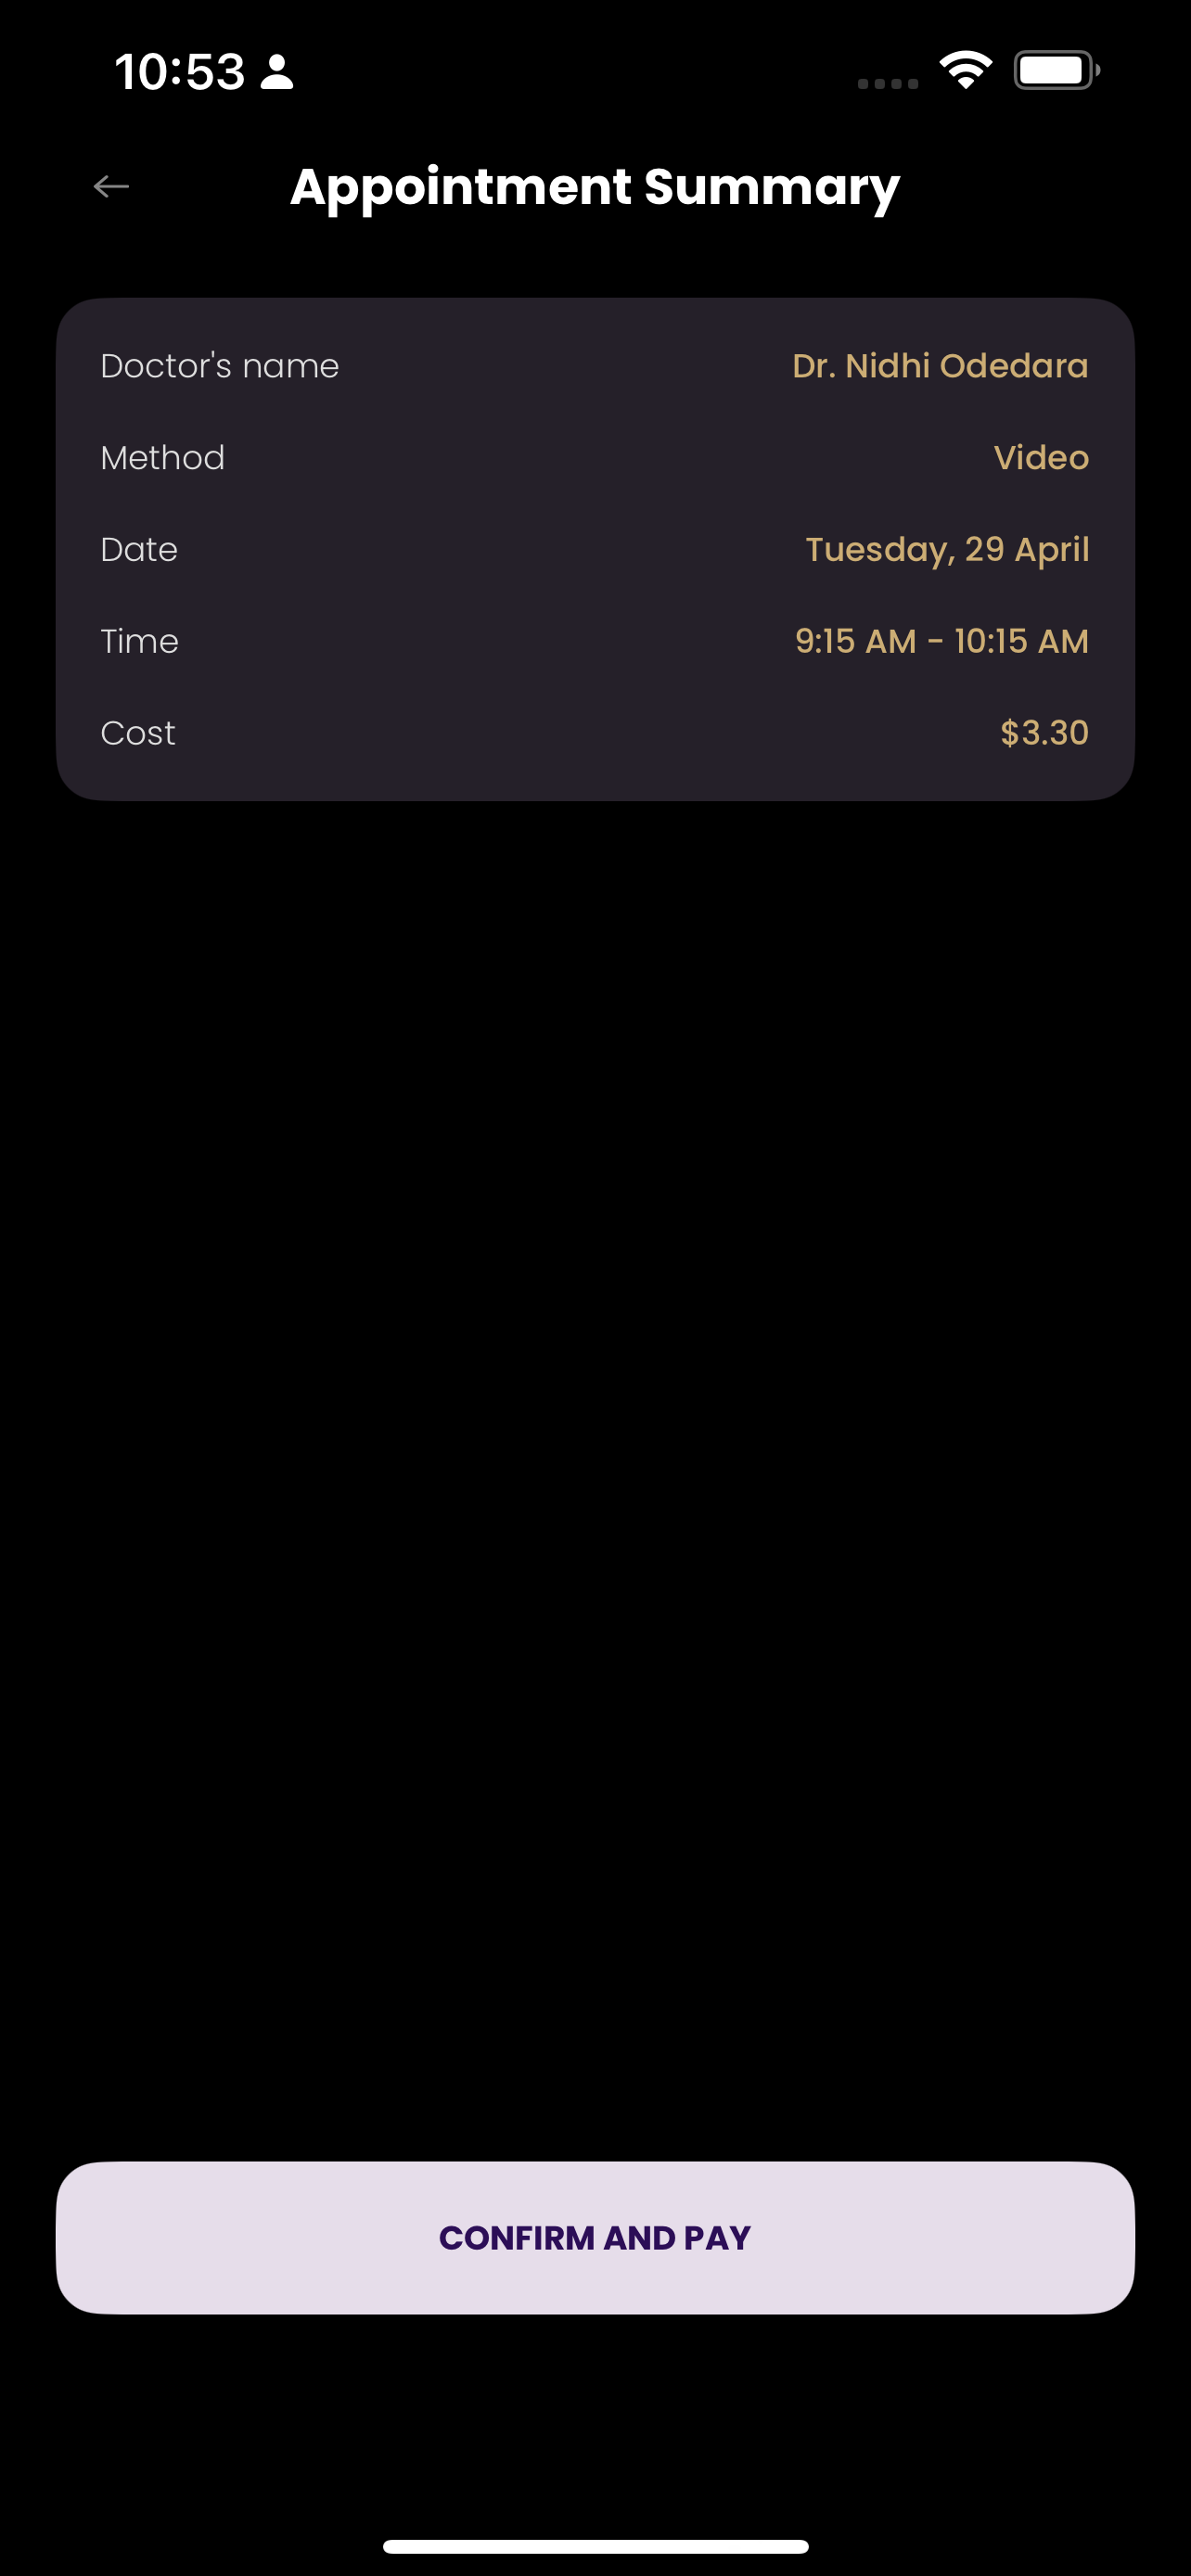 10:53
Appointment Summary
Doctor's name Dr. Nidhi Odedara
Method Video
Date Tuesday, 29 April
Time 9:15 AM - 10:15 AM
Cost $3.30
CONFIRM AND PAY